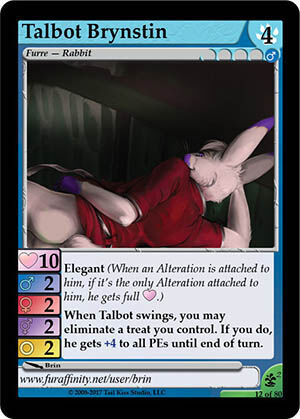 Talbot Brynstin
4
Furre — Rabbit
10
2
2
2
2
Elegant (When an Alteration is attached to
him, if it's the only Alteration attached to
him, he gets full .)
When Talbot swings, you may
eliminate a treat you control. If you do,
he gets +4 to all PEs until end of turn.
Brin
www.furaffinity.net/user/brin
© 2008-2017 Tail Kiss Studio, LLC
12 of 80